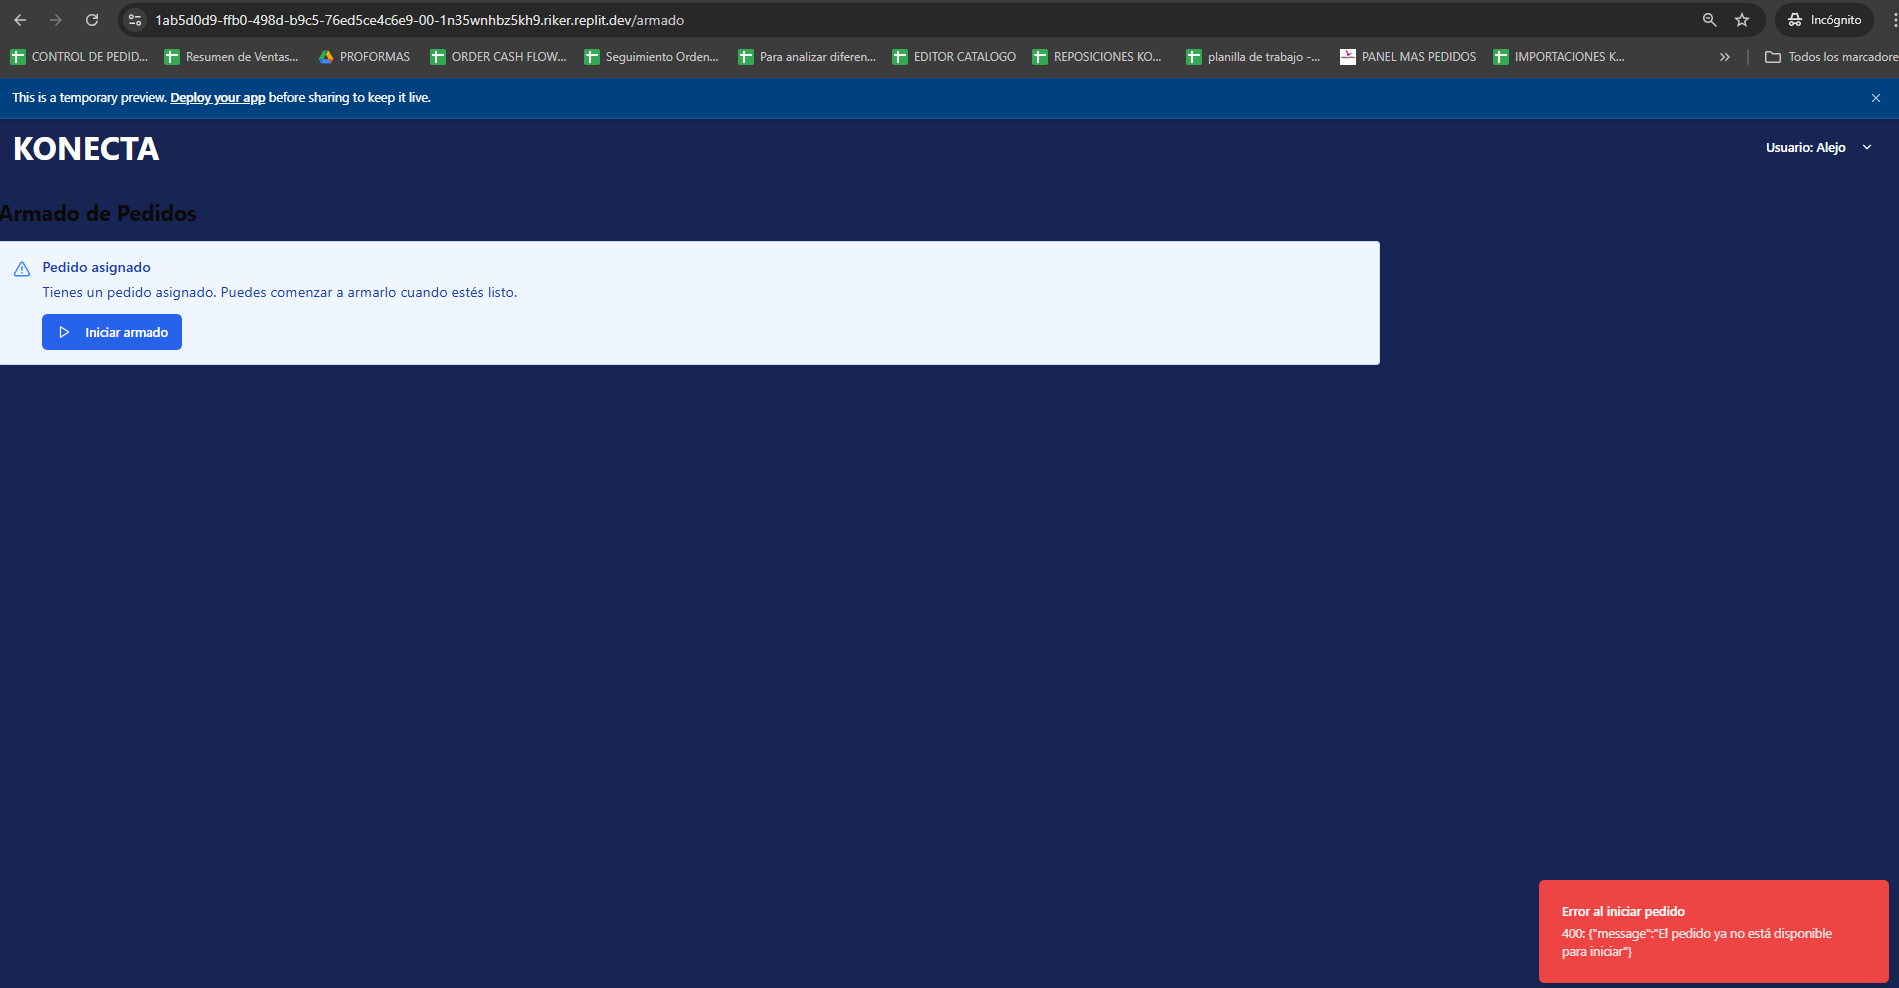 1ab5d0d9-ffb0-498d-b9c5-76ed5ce4c6e9-00-1n35wnhbz5kh9.riker.replit.dev/armado
Incógnito
CONTROL DE PEDID...
Resumen de Ventas...
PROFORMAS
ORDER CASH FLOW...
Seguimiento Orden...
Para analizar diferen...
EDITOR CATALOGO
REPOSICIONES KO...
planilla de trabajo -...
PANEL MAS PEDIDOS
IMPORTACIONES K...
Todos los marcadore
This is a temporary preview. Deploy your app before sharing to keep it live.
KONECTA
Usuario: Alejo
Armado de Pedidos
Pedido asignado
Tienes un pedido asignado. Puedes comenzar a armarlo cuando estés listo.
Iniciar armado
Error al iniciar pedido
400: {"message":"El pedido ya no está disponible
para iniciar"}